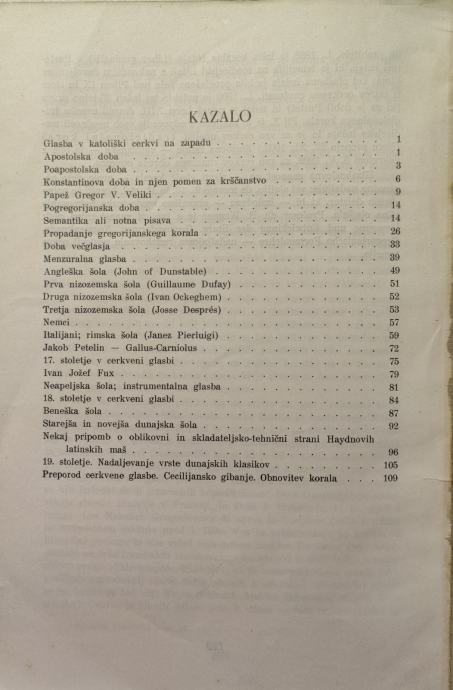 KAZALO
Glasba v katoliški cerkvi na zapadu . . . . . . . . . . . . 1
Apostolska doba . . . . . . . . . . . . . . . . . . . 1
Poapostolska doba . . . . . . . . . . . . . . . . . . 3
Konstantinova doba in njen pomen za krščanstvo . . . . . . . . 6
Papež Gregor V. Veliki . . . . . . . . . . . . . . . . 9
Pogregorijanska doba . . . . . . . . . . . . . . . . . 14
Semantika ali notna pisava . . . . . . . . . . . . . . . 14
Propadanje gregorijanskega korala . . . . . . . . . . . . . 26
Doba večglasja . . . . . . . . . . . . . . . . . . . 33
Menzuralna glasba . . . . . . . . . . . . . . . . . . 39
Angleška šola (John of Dunstable) . . . . . . . . . . . . . 49
Prva nizozemska šola (Guillaume Dufay) . . . . . . . . . . . 51
Druga nizozemska šola (Ivan Ockeghem) . . . . . . . . . . . 52
Tretja nizozemska šola (Josse Després) . . . . . . . . . . . 53
Nemci . . . . . . . . . . . . . . . . . . . . . . 57
Italijani; rimska šola (Janez Pierluigi) . . . . . . . . . . . . 59
Jakob Petelin — Gallus-Carniolus . . . . . . . . . . . . . 72
17. stoletje v cerkveni glasbi . . . . . . . . . . . . . . 75
Ivan Jožef Fux . . . . . . . . . . . . . . . . . . . 79
Neapeljska šola; instrumentalna glasba . . . . . . . . . . . 81
18. stoletje v cerkveni glasbi . . . . . . . . . . . . . . 84
Beneška šola . . . . . . . . . . . . . . . . . . . . 87
Starejša in novejša dunajska šola . . . . . . . . . . . . . 92
Nekaj pripomb o oblikovni in skladateljsko-tehnični strani Haydnovih
latinskih maš . . . . . . . . . . . . . . . . . . 96
19. stoletje. Nadaljevanje vrste dunajskih klasikov . . . . . . . . 105
Preporod cerkvene glasbe. Cecilijansko gibanje. Obnovitev korala . . . 109